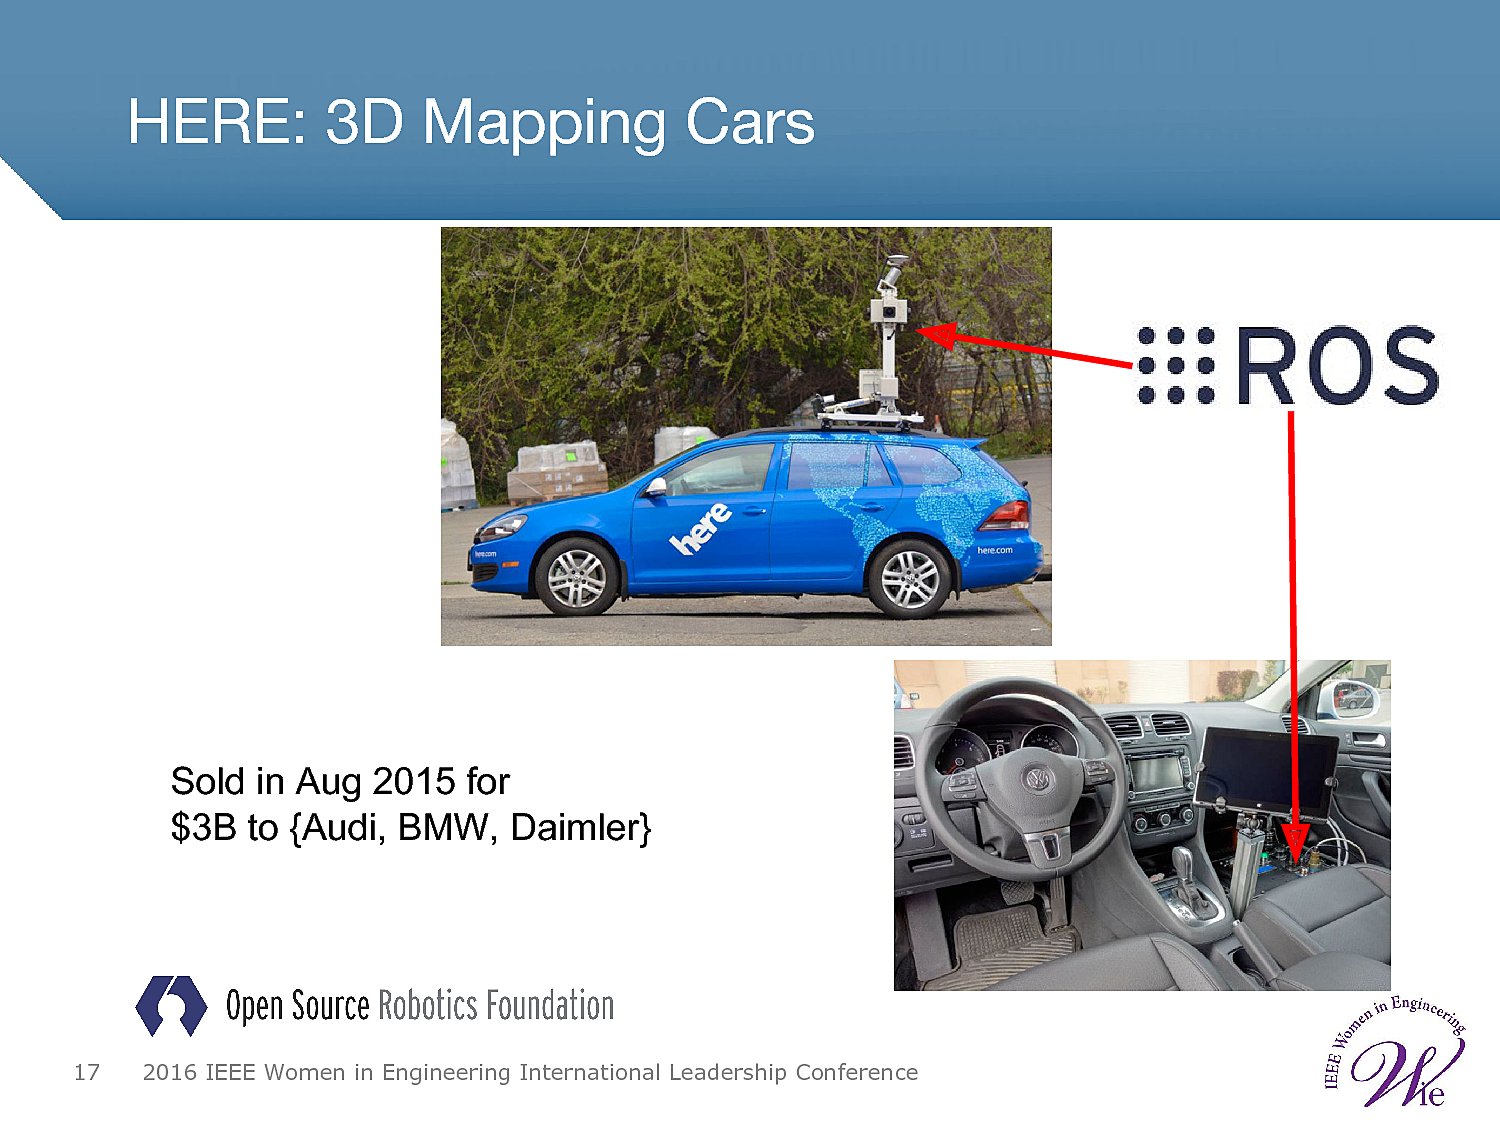 HERE: 3D Mapping Cars
ROS
here
here.com
here.com
Sold in Aug 2015 for
$3B to {Audi, BMW, Daimler}
Open Source Robotics Foundation
IEEE Women in Engineering
Wie
17 2016 IEEE Women in Engineering International Leadership Conference